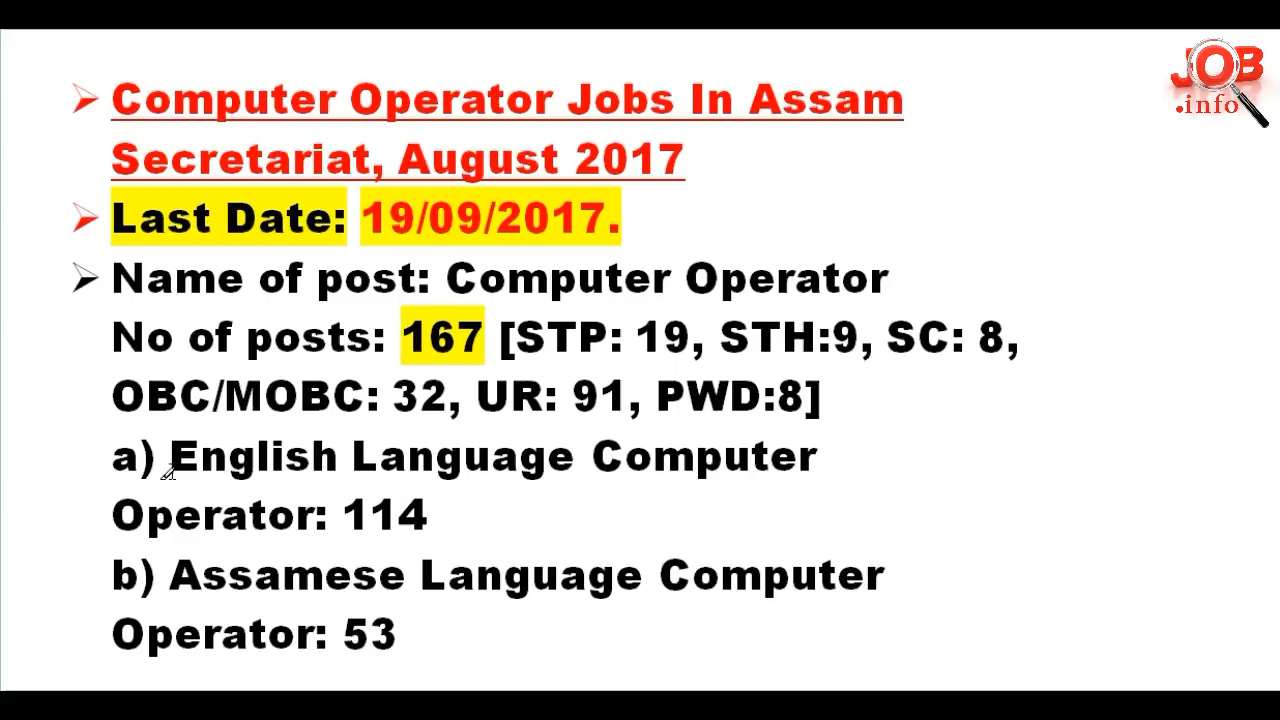 JOB
.info
Computer Operator Jobs In Assam
Secretariat, August 2017
Last Date: 19/09/2017.
Name of post: Computer Operator
No of posts: 167 [STP: 19, STH:9, SC: 8,
OBC/MOBC: 32, UR: 91, PWD:8]
a) English Language Computer
Operator: 114
b) Assamese Language Computer
Operator: 53